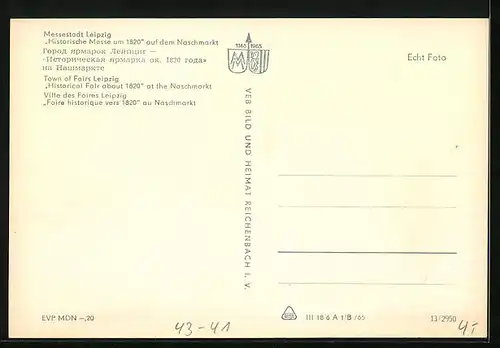 Messestadt Leipzig
„Historische Messe um 1820" auf dem Naschmarkt
Город ярмарок Лейпциг —
«Историческая ярмарка ок. 1820 года»
на Нашмаркте
Town of Fairs Leipzig
„Historical Fair about 1820" at the Naschmarkt
Ville des Foires Leipzig
„Foire historique vers 1820" au Naschmarkt
1165 1965
Echt Foto
VEB BILD UND HEIMAT REICHENBACH I. V.
EVP MDN –,20
III 18 6 A 1/B /65
13/2950
43-41